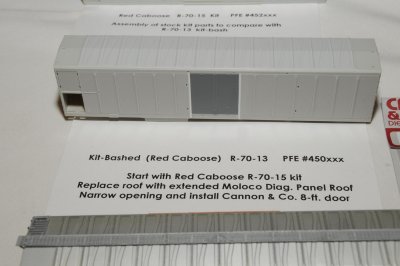 Red Caboose R-70-15 Kit PFE #452xxx
Assembly of stock kit parts to compare with
R-70-13 kit-bash
Kit-Bashed (Red Caboose) R-70-13 PFE #450xxx
Start with Red Caboose R-70-15 kit
Replace roof with extended Moloco Diag. Panel Roof
Narrow opening and install Cannon & Co. 8-ft. door